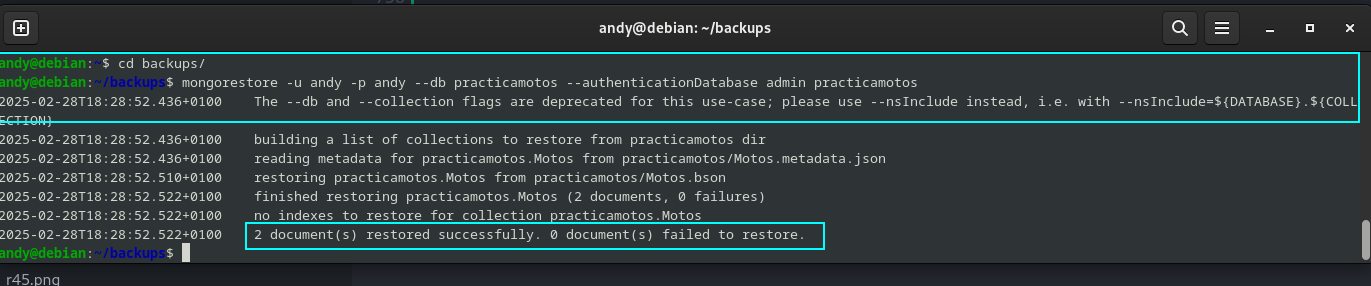 andy@debian: ~/backups
andy@debian:~$ cd backups/
andy@debian:~/backups$ mongorestore -u andy -p andy --db practicamotos --authenticationDatabase admin practicamotos
2025-02-28T18:28:52.436+0100    The --db and --collection flags are deprecated for this use-case; please use --nsInclude instead, i.e. with --nsInclude=${DATABASE}.${COLL
ECTION}
2025-02-28T18:28:52.436+0100    building a list of collections to restore from practicamotos dir
2025-02-28T18:28:52.436+0100    reading metadata for practicamotos.Motos from practicamotos/Motos.metadata.json
2025-02-28T18:28:52.510+0100    restoring practicamotos.Motos from practicamotos/Motos.bson
2025-02-28T18:28:52.522+0100    finished restoring practicamotos.Motos (2 documents, 0 failures)
2025-02-28T18:28:52.522+0100    no indexes to restore for collection practicamotos.Motos
2025-02-28T18:28:52.522+0100    2 document(s) restored successfully. 0 document(s) failed to restore.
andy@debian:~/backups$
r45.png